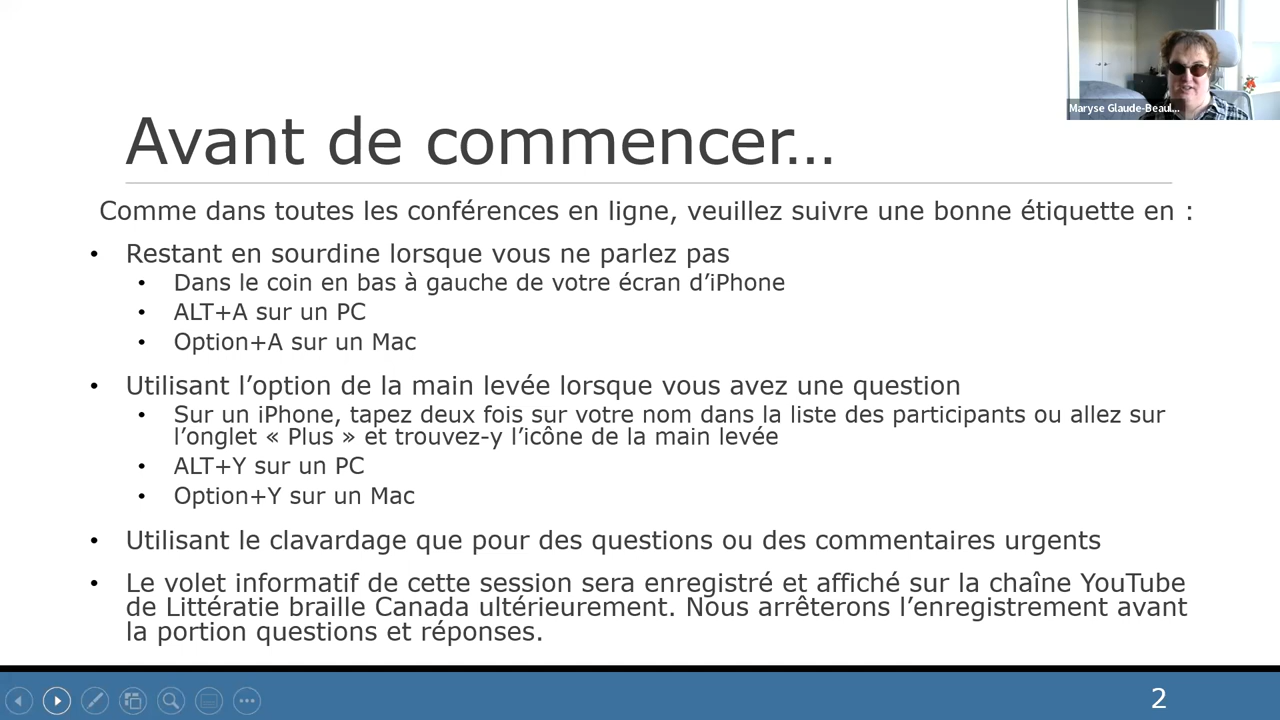 Maryse Glaude-Beaul...
Avant de commencer...
Comme dans toutes les conférences en ligne, veuillez suivre une bonne étiquette en :
• Restant en sourdine lorsque vous ne parlez pas
• Dans le coin en bas à gauche de votre écran d’iPhone
• ALT+A sur un PC
• Option+A sur un Mac
• Utilisant l’option de la main levée lorsque vous avez une question
• Sur un iPhone, tapez deux fois sur votre nom dans la liste des participants ou allez sur
l’onglet « Plus » et trouvez-y l’icône de la main levée
• ALT+Y sur un PC
• Option+Y sur un Mac
• Utilisant le clavardage que pour des questions ou des commentaires urgents
• Le volet informatif de cette session sera enregistré et affiché sur la chaîne YouTube
de Littératie braille Canada ultérieurement. Nous arrêterons l’enregistrement avant
la portion questions et réponses.
2